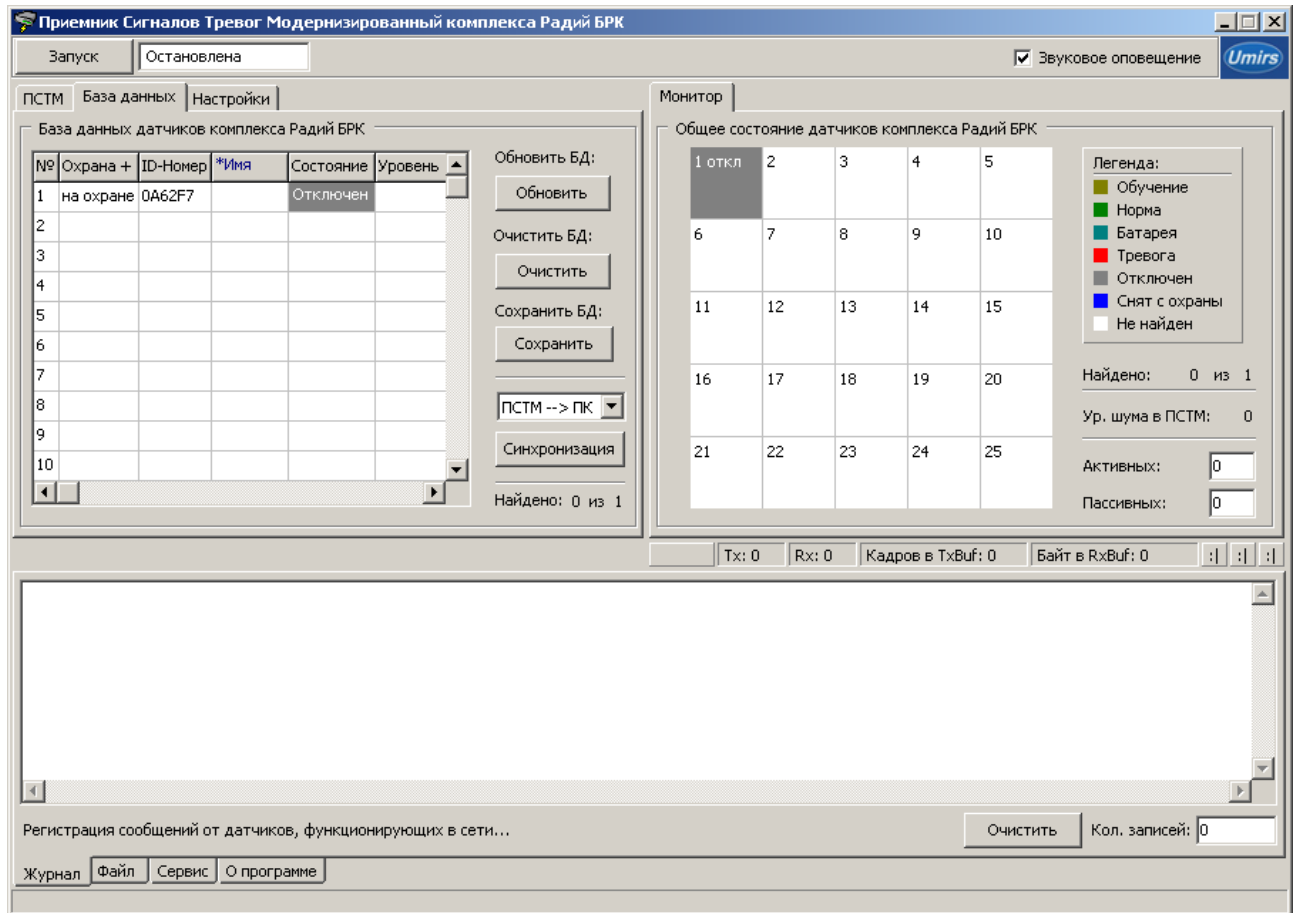 Приемник Сигналов Тревог Модернизированный комплекса Радий БРК
Запуск
Остановлена
Звуковое оповещение
Umirs
ПСТМ
База данных
Настройки
База данных датчиков комплекса Радий БРК
№ Охрана + ID-Номер *Имя Состояние Уровень
1 на охране 0A62F7 Отключен
2
3
4
5
6
7
8
9
10
Обновить БД:
Обновить
Очистить БД:
Очистить
Сохранить БД:
Сохранить
ПСТМ --> ПК
Синхронизация
Найдено: 0 из 1
Монитор
Общее состояние датчиков комплекса Радий БРК
1 откл 2 3 4 5
6 7 8 9 10
11 12 13 14 15
16 17 18 19 20
21 22 23 24 25
Легенда:
Обучение
Норма
Батарея
Тревога
Отключен
Снят с охраны
Не найден
Найдено: 0 из 1
Ур. шума в ПСТМ: 0
Активных: 0
Пассивных: 0
Tx: 0 Rx: 0 Кадров в TxBuf: 0 Байт в RxBuf: 0 :| :| :|
Регистрация сообщений от датчиков, функционирующих в сети...
Очистить
Кол. записей: 0
Журнал Файл Сервис О программе